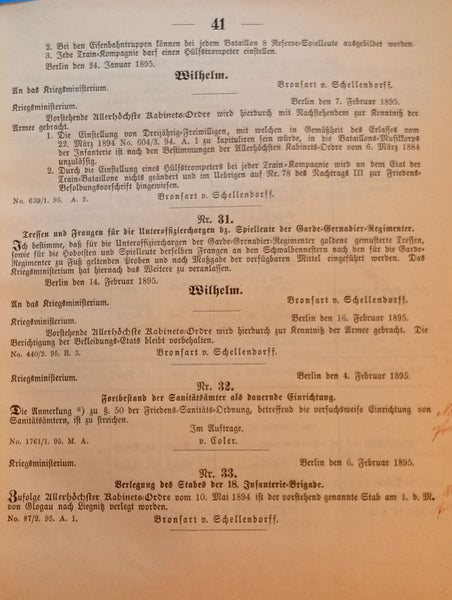 — 41 —
2. Bei den Eisenbahntruppen können bei jedem Bataillon 8 Reserve-Spielleute ausgebildet werden.
3. Jede Train-Kompagnie darf einen Hülfstrompeter einstellen.
Berlin den 24. Januar 1895.
Wilhelm.
An das Kriegsministerium. Bronsart v. Schellendorff.
Kriegsministerium. Berlin den 7. Februar 1895.
Vorstehende Allerhöchste Kabinets-Ordre wird hierdurch mit Nachstehendem zur Kenntniß der
Armee gebracht.
1. Die Einstellung von Dreijährig-Freiwilligen, mit welchen in Gemäßheit des Erlasses vom
22. März 1894 No. 604/3. 94. A. 1 zu kapituliren sein würde, in die Bataillons-Musikkorps
der Infanterie ist nach den Bestimmungen der Allerhöchsten Kabinets-Ordre vom 6. März 1884
unzulässig.
2. Durch die Einstellung eines Hülfstrompeters bei jeder Train-Kompagnie wird an dem Etat der
Train-Bataillone nichts geändert und im Uebrigen auf Nr. 78 des Nachtrags III zur Friedens-
Besoldungsvorschrift hingewiesen.
No. 639/1. 95. A. 2. Bronsart v. Schellendorff.
Nr. 31.
Tressen und Franzen für die Unteroffizierchargen bz. Spielleute der Garde-Grenadier-Regimenter.
Ich bestimme, daß für die Unteroffizierchargen der Garde-Grenadier-Regimenter goldene gemusterte Tressen,
sowie für die Hoboisten und Spielleute derselben Franzen an den Schwalbennestern nach den für die Garde-
Regimenter zu Fuß geltenden Proben und nach Maßgabe der verfügbaren Mittel eingeführt werden. Das
Kriegsministerium hat hiernach das Weitere zu veranlassen.
Berlin den 14. Februar 1895.
Wilhelm.
An das Kriegsministerium. Bronsart v. Schellendorff.
Kriegsministerium. Berlin den 16. Februar 1895.
Vorstehende Allerhöchste Kabinets-Ordre wird hierdurch zur Kenntniß der Armee gebracht. Die
Berichtigung der Bekleidungs-Etats bleibt vorbehalten.
No. 440/2. 95. B. 3. Bronsart v. Schellendorff.
Kriegsministerium. Berlin den 4. Februar 1895.
Nr. 32.
Fortbestand der Sanitätsämter als dauernde Einrichtung.
Die Anmerkung *) zu §. 50 der Friedens-Sanitäts-Ordnung, betreffend die versuchsweise Einrichtung von
Sanitätsämtern, ist zu streichen.
Im Auftrage.
No. 1761/1. 95. M. A. v. Coler.
Kriegsministerium. Berlin den 6. Februar 1895.
Nr. 33.
Verlegung des Stabes der 18. Infanterie-Brigade.
Zufolge Allerhöchster Kabinets-Ordre vom 10. Mai 1894 ist der vorstehend genannte Stab am 1. d. M.
von Glogau nach Liegnitz verlegt worden.
No. 87/2. 95. A. 1. Bronsart v. Schellendorff.